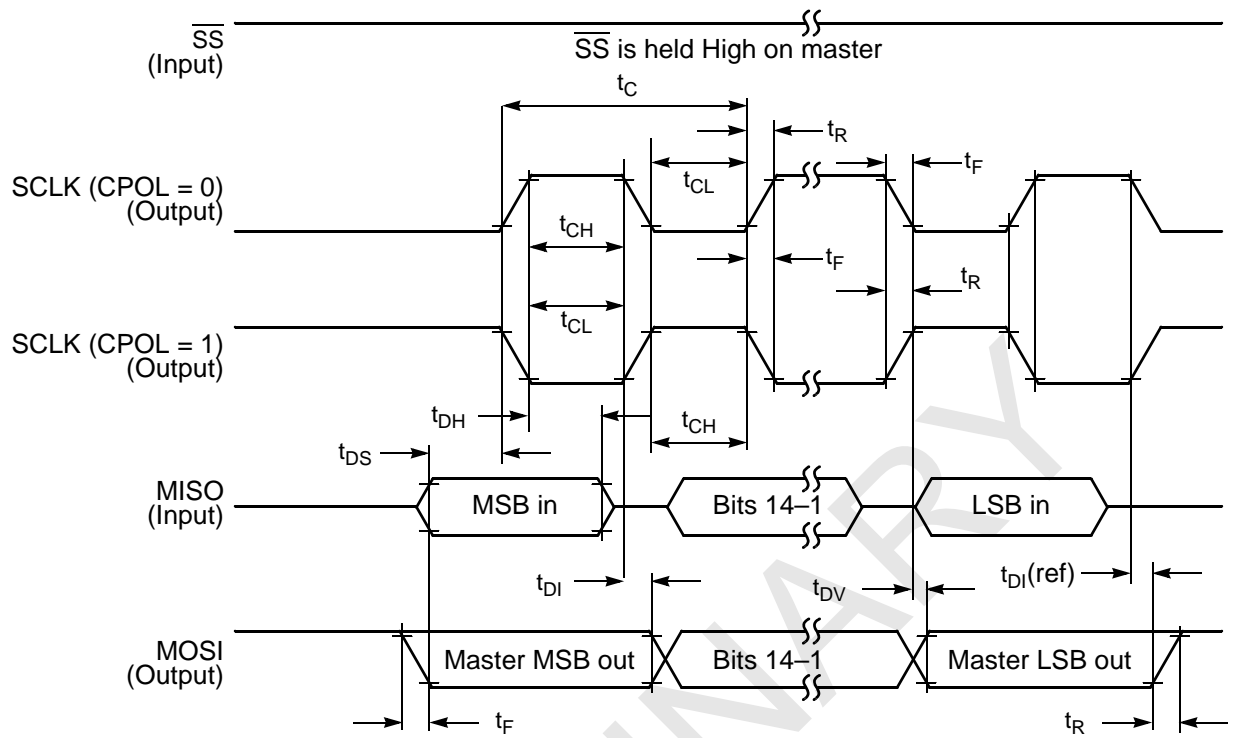 SS
(Input)
SS is held High on master
tC
tR
tF
SCLK (CPOL = 0)
(Output)
tCL
tCH
tF
tR
tCL
SCLK (CPOL = 1)
(Output)
tDH
tCH
tDS
MISO
(Input)
MSB in
Bits 14–1
LSB in
tDI
tDV
tDI(ref)
MOSI
(Output)
Master MSB out
Bits 14–1
Master LSB out
tF
tR
INARY